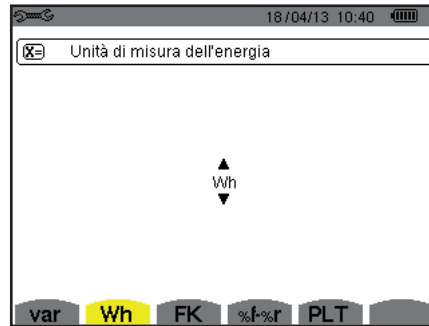 18/04/13 10:40
X= Unità di misura dell'energia
Wh
var Wh FK %f-%r PLT